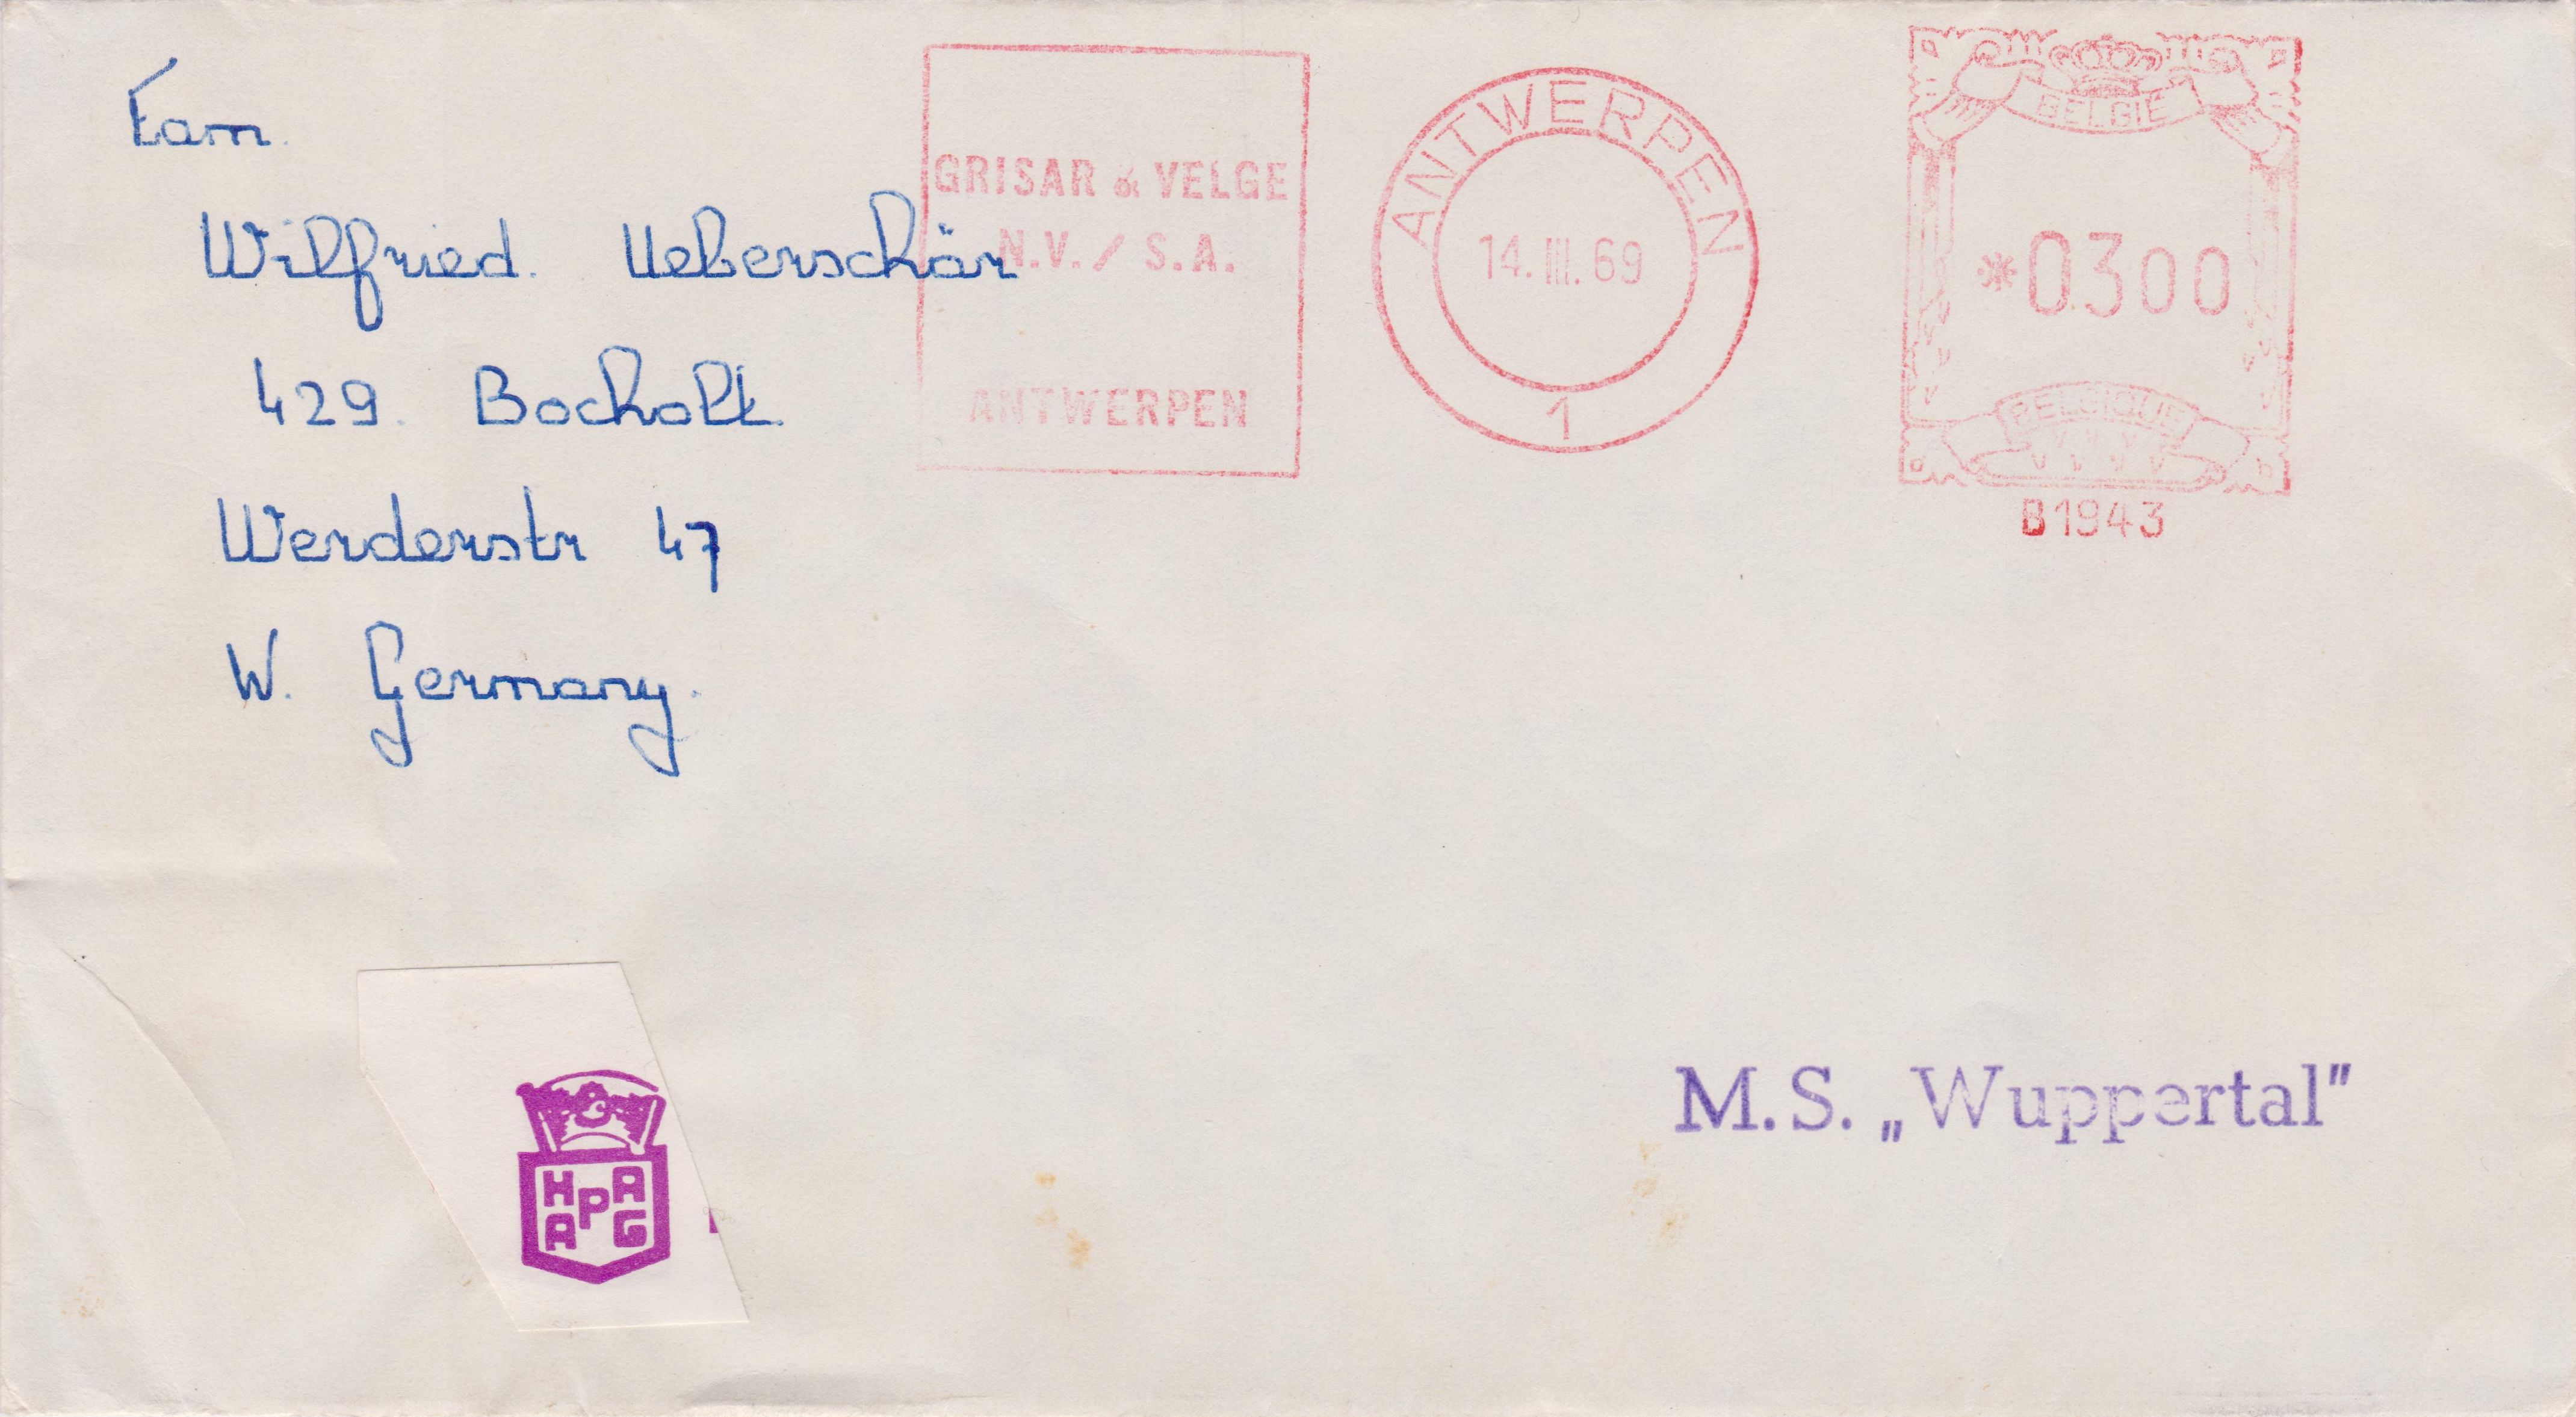 Fam.
Wilfried. Ueberschär
429. Bocholt.
Werderstr 47
W. Germany.
GRISAR & VELGE
N.V. / S.A.
ANTWERPEN
ANTWERPEN
14. III. 69
1
BELGIE
*0300
BELGIQUE
B1943
HAPAG
M.S. „Wuppertal"